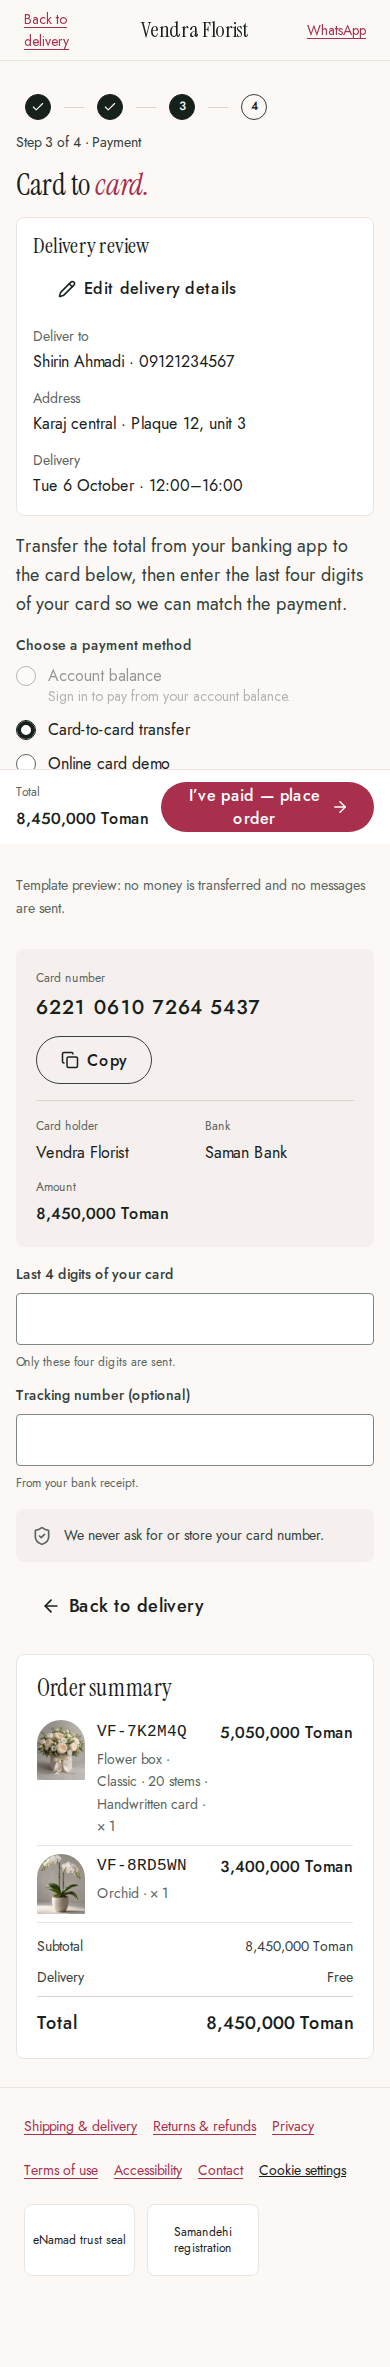 Back to
delivery
Vendra Florist
WhatsApp
3
4
Step 3 of 4 · Payment
Card to card.
Delivery review
Edit delivery details
Deliver to
Shirin Ahmadi · 09121234567
Address
Karaj central · Plaque 12, unit 3
Delivery
Tue 6 October · 12:00–16:00
Transfer the total from your banking app to
the card below, then enter the last four digits
of your card so we can match the payment.
Choose a payment method
Account balance
Sign in to pay from your account balance.
Card-to-card transfer
Online card demo
Total
8,450,000 Toman
I've paid — place
order
Template preview: no money is transferred and no messages
are sent.
Card number
6221 0610 7264 5437
Copy
Card holder
Bank
Vendra Florist
Saman Bank
Amount
8,450,000 Toman
Last 4 digits of your card
Only these four digits are sent.
Tracking number (optional)
From your bank receipt.
We never ask for or store your card number.
Back to delivery
Order summary
VF-7K2M4Q
5,050,000 Toman
Flower box ·
Classic · 20 stems ·
Handwritten card ·
× 1
VF-8RD5WN
3,400,000 Toman
Orchid · × 1
Subtotal
8,450,000 Toman
Delivery
Free
Total
8,450,000 Toman
Shipping & delivery
Returns & refunds
Privacy
Terms of use
Accessibility
Contact
Cookie settings
eNamad trust seal
Samandehi
registration